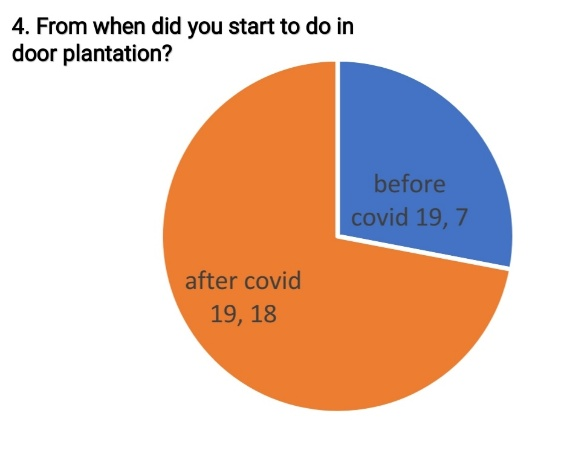 4. From when did you start to do in
door plantation?
before
covid 19, 7
after covid
19, 18